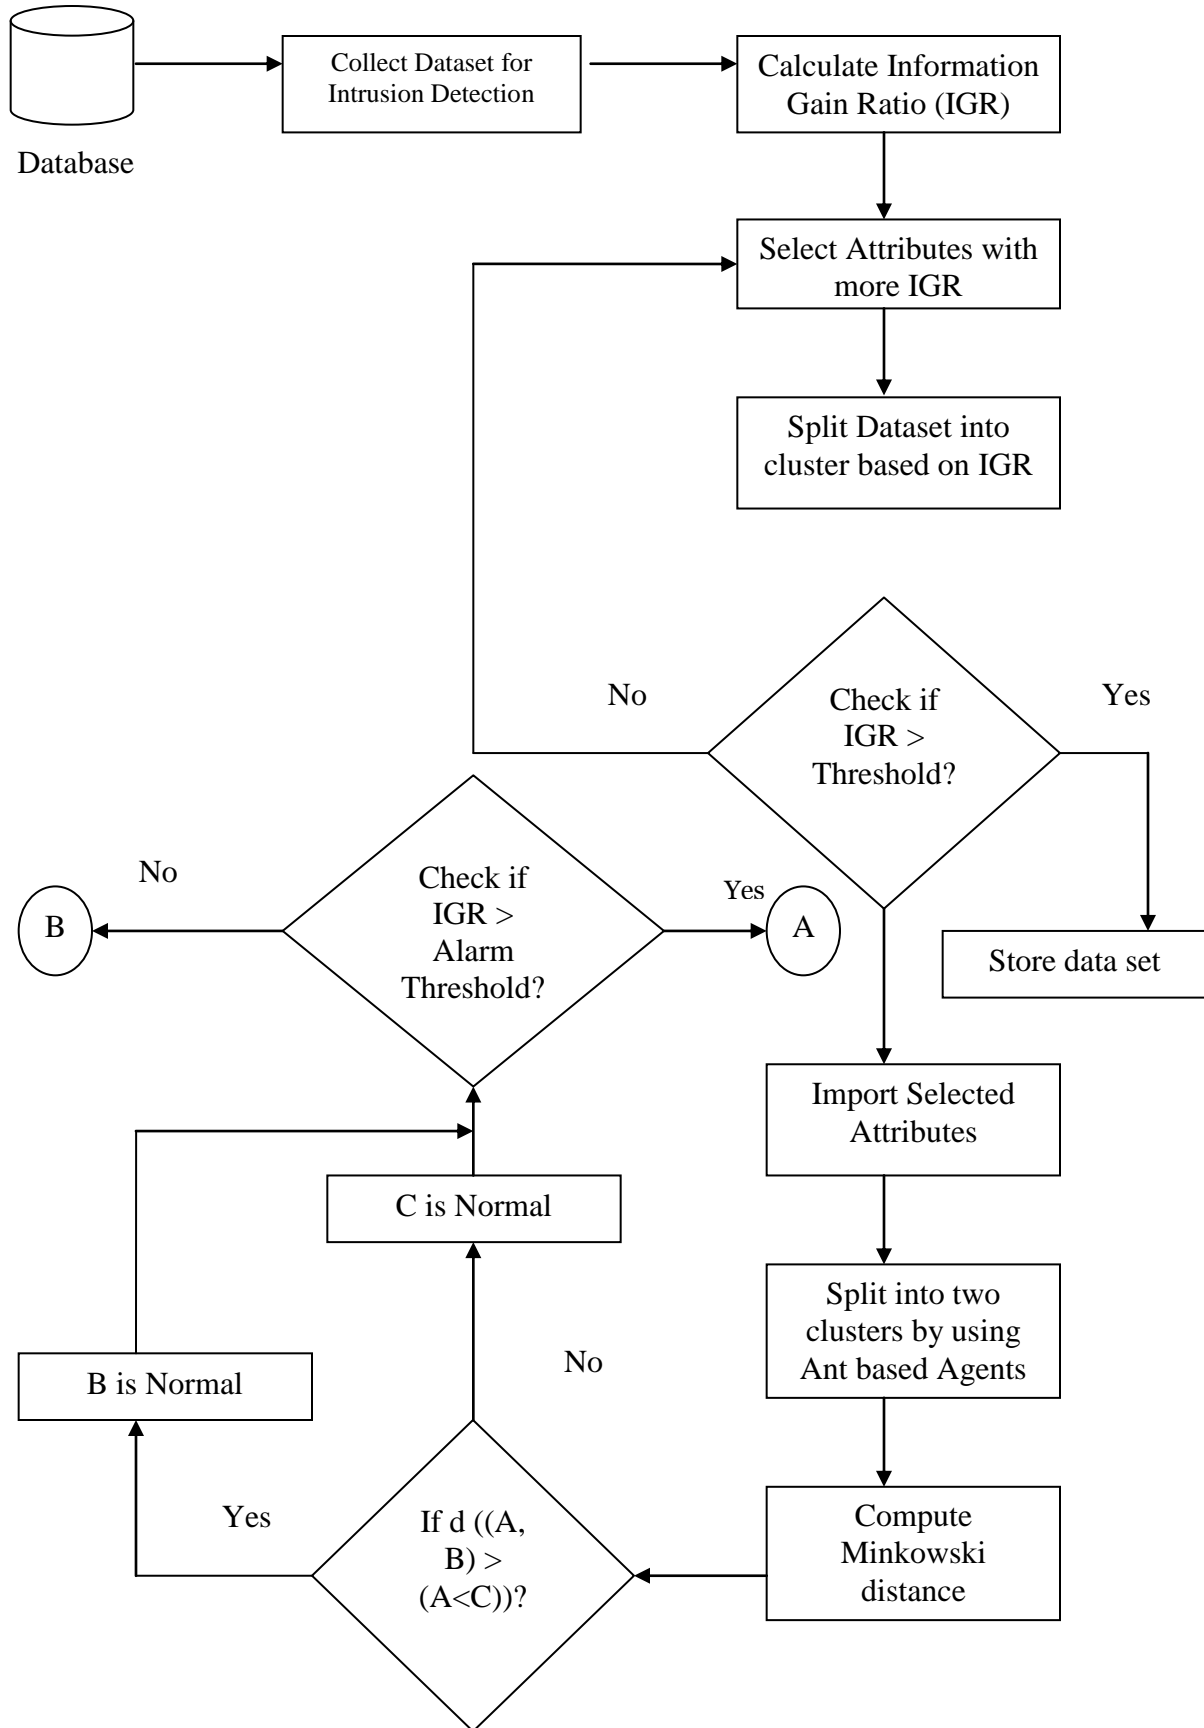 Collect Dataset for
Intrusion Detection
Calculate Information
Gain Ratio (IGR)
Database
Select Attributes with
more IGR
Split Dataset into
cluster based on IGR
No
Yes
Check if
IGR >
Threshold?
No
Check if
IGR >
Alarm
Threshold?
Yes
B
A
Store data set
Import Selected
Attributes
C is Normal
Split into two
clusters by using
Ant based Agents
No
B is Normal
Yes
If d ((A,
B) >
(A<C))?
Compute
Minkowski
distance